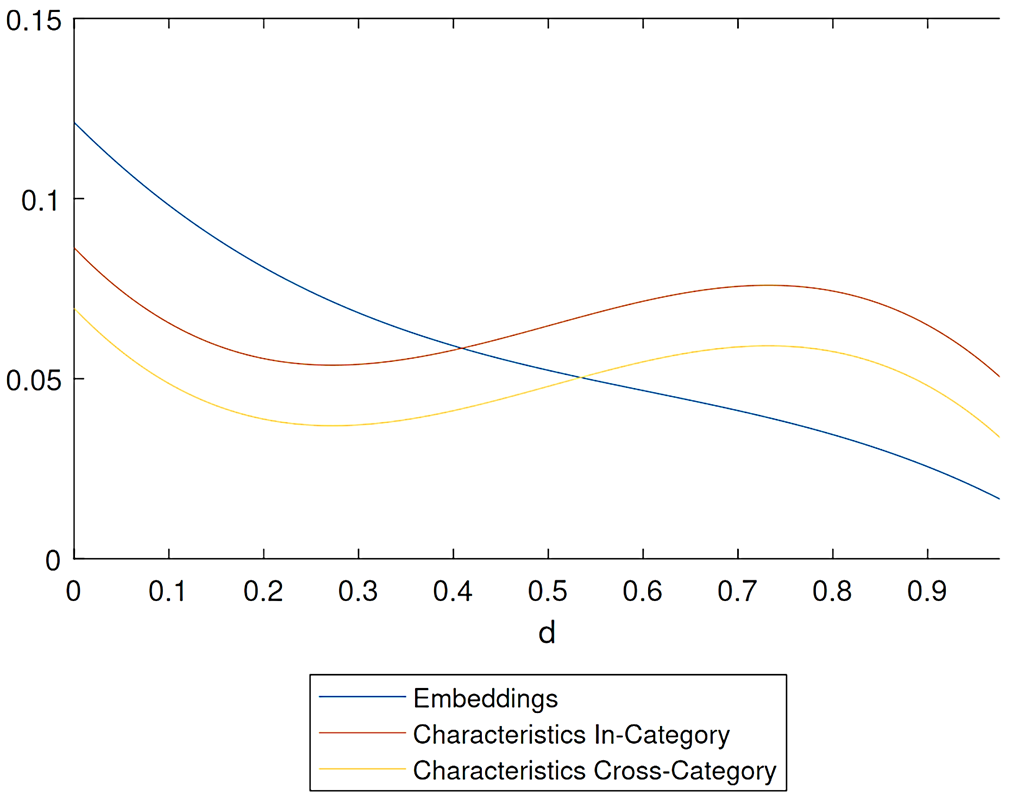 0.15
0.1
0.05
0
0 0.1 0.2 0.3 0.4 0.5 0.6 0.7 0.8 0.9
d
Embeddings
Characteristics In-Category
Characteristics Cross-Category